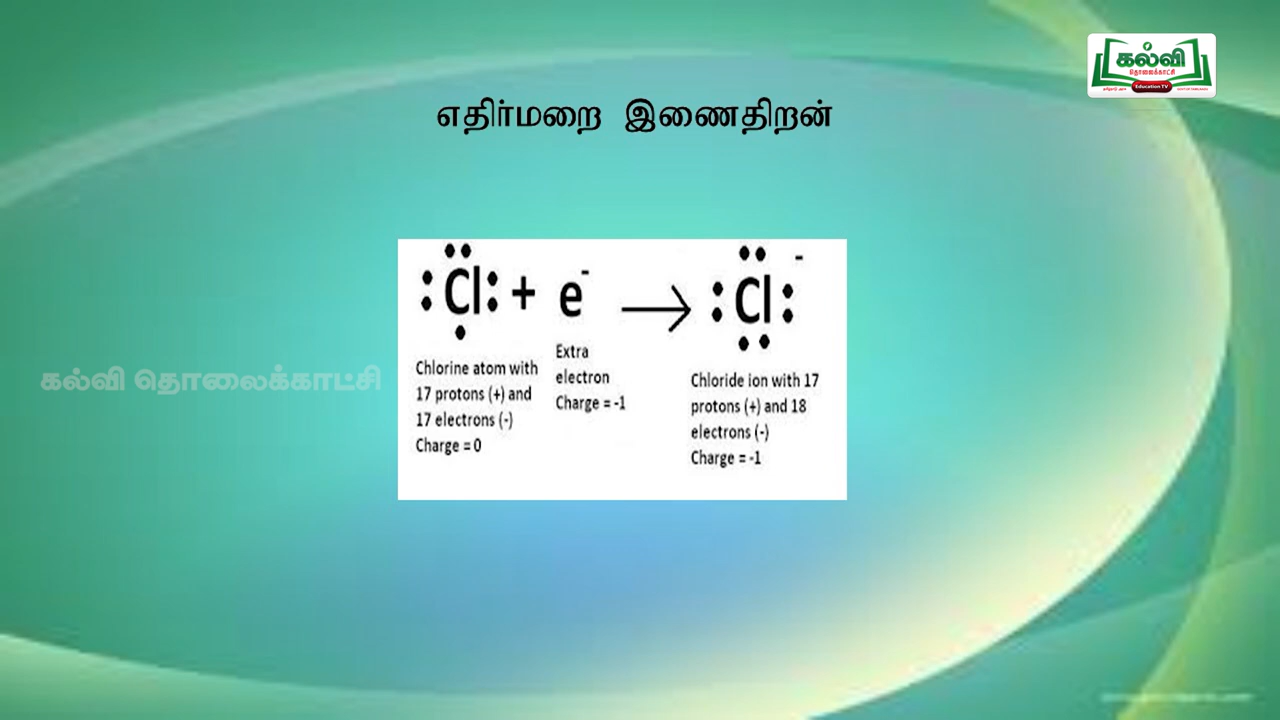 கல்வி
தொலைக்காட்சி
Education TV
எதிர்மறை இணைதிறன்
Cl + e⁻ → Cl⁻
Chlorine atom with
17 protons (+) and
17 electrons (-)
Charge = 0
Extra
electron
Charge = -1
Chloride ion with 17
protons (+) and 18
electrons (-)
Charge = -1
கல்வி தொலைக்காட்சி